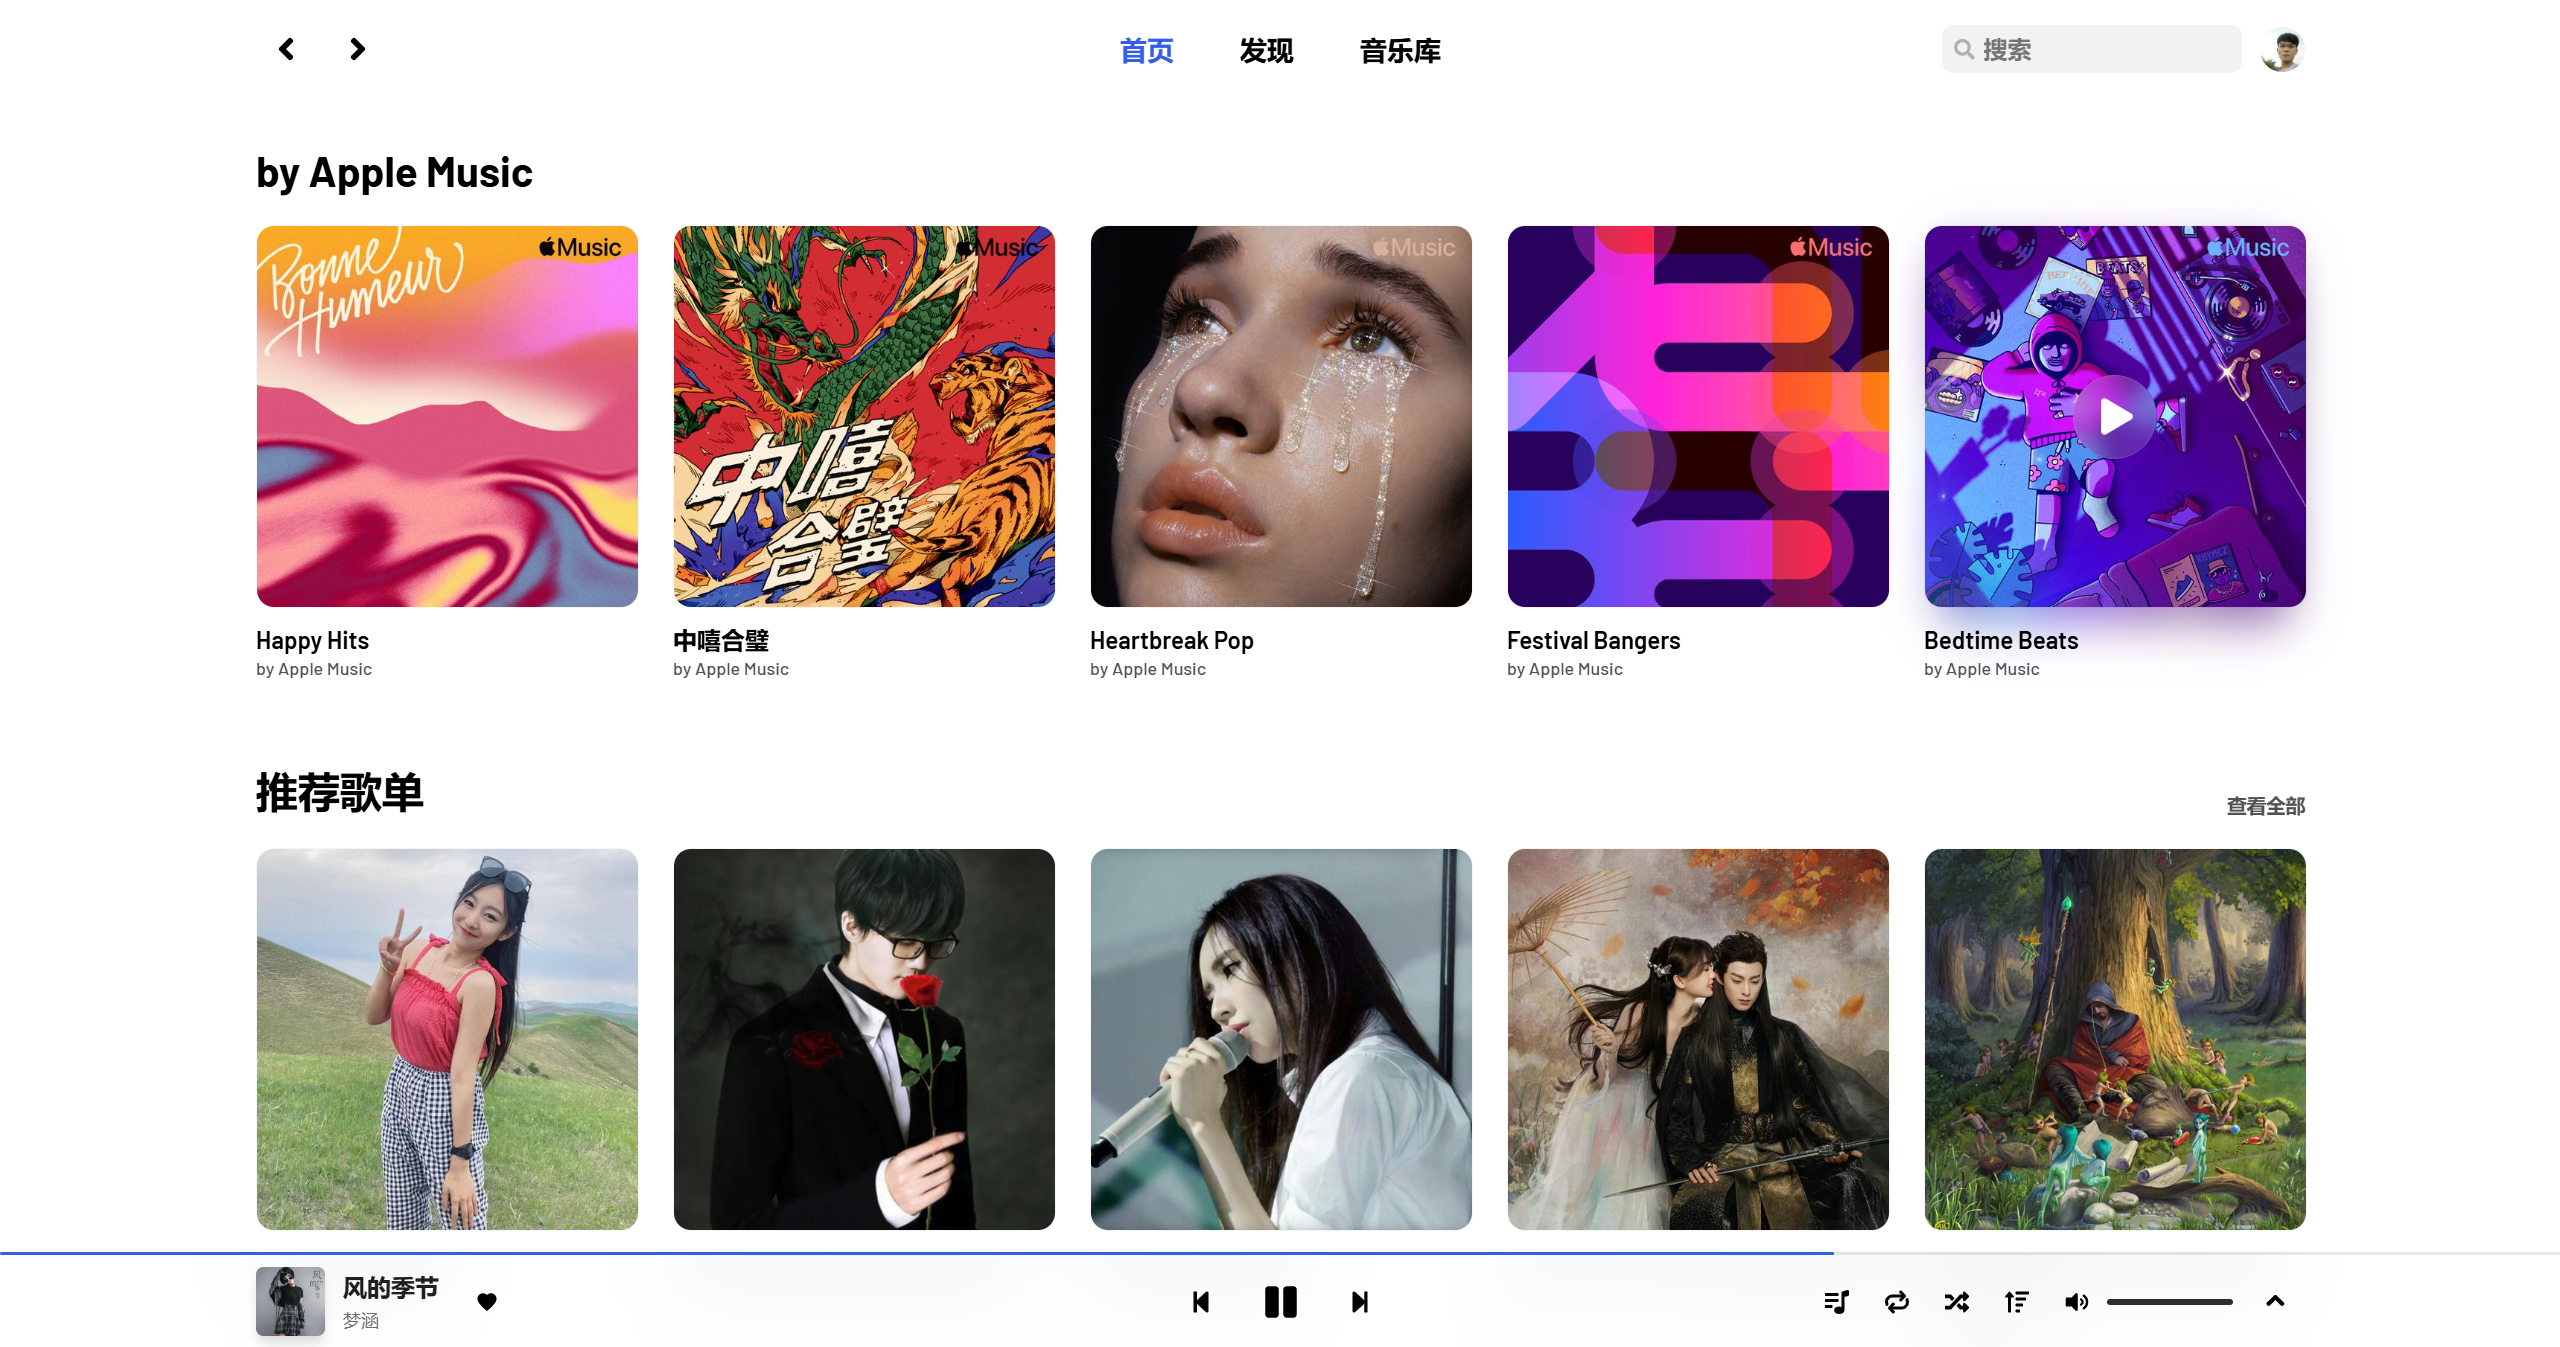 首页
发现
音乐库
搜索
by Apple Music
Bonne
Humeur
Music
Music
中嘻
合璧
Music
Music
Music
BEATS
Happy Hits
by Apple Music
中嘻合璧
by Apple Music
Heartbreak Pop
by Apple Music
Festival Bangers
by Apple Music
Bedtime Beats
by Apple Music
推荐歌单
查看全部
风的季节
梦涵